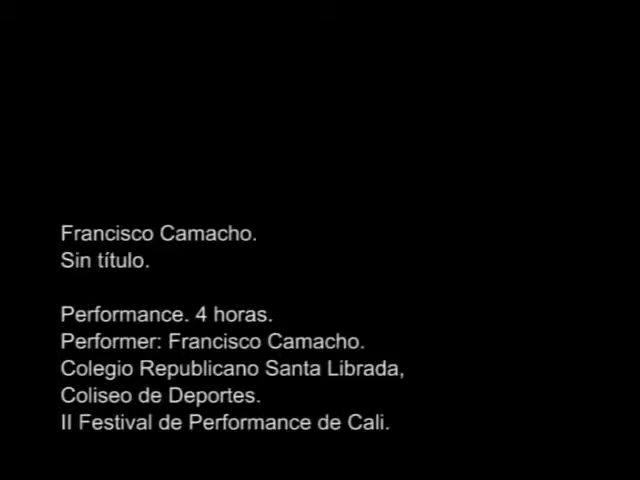 Francisco Camacho.
Sin título.
Performance. 4 horas.
Performer: Francisco Camacho.
Colegio Republicano Santa Librada,
Coliseo de Deportes.
II Festival de Performance de Cali.